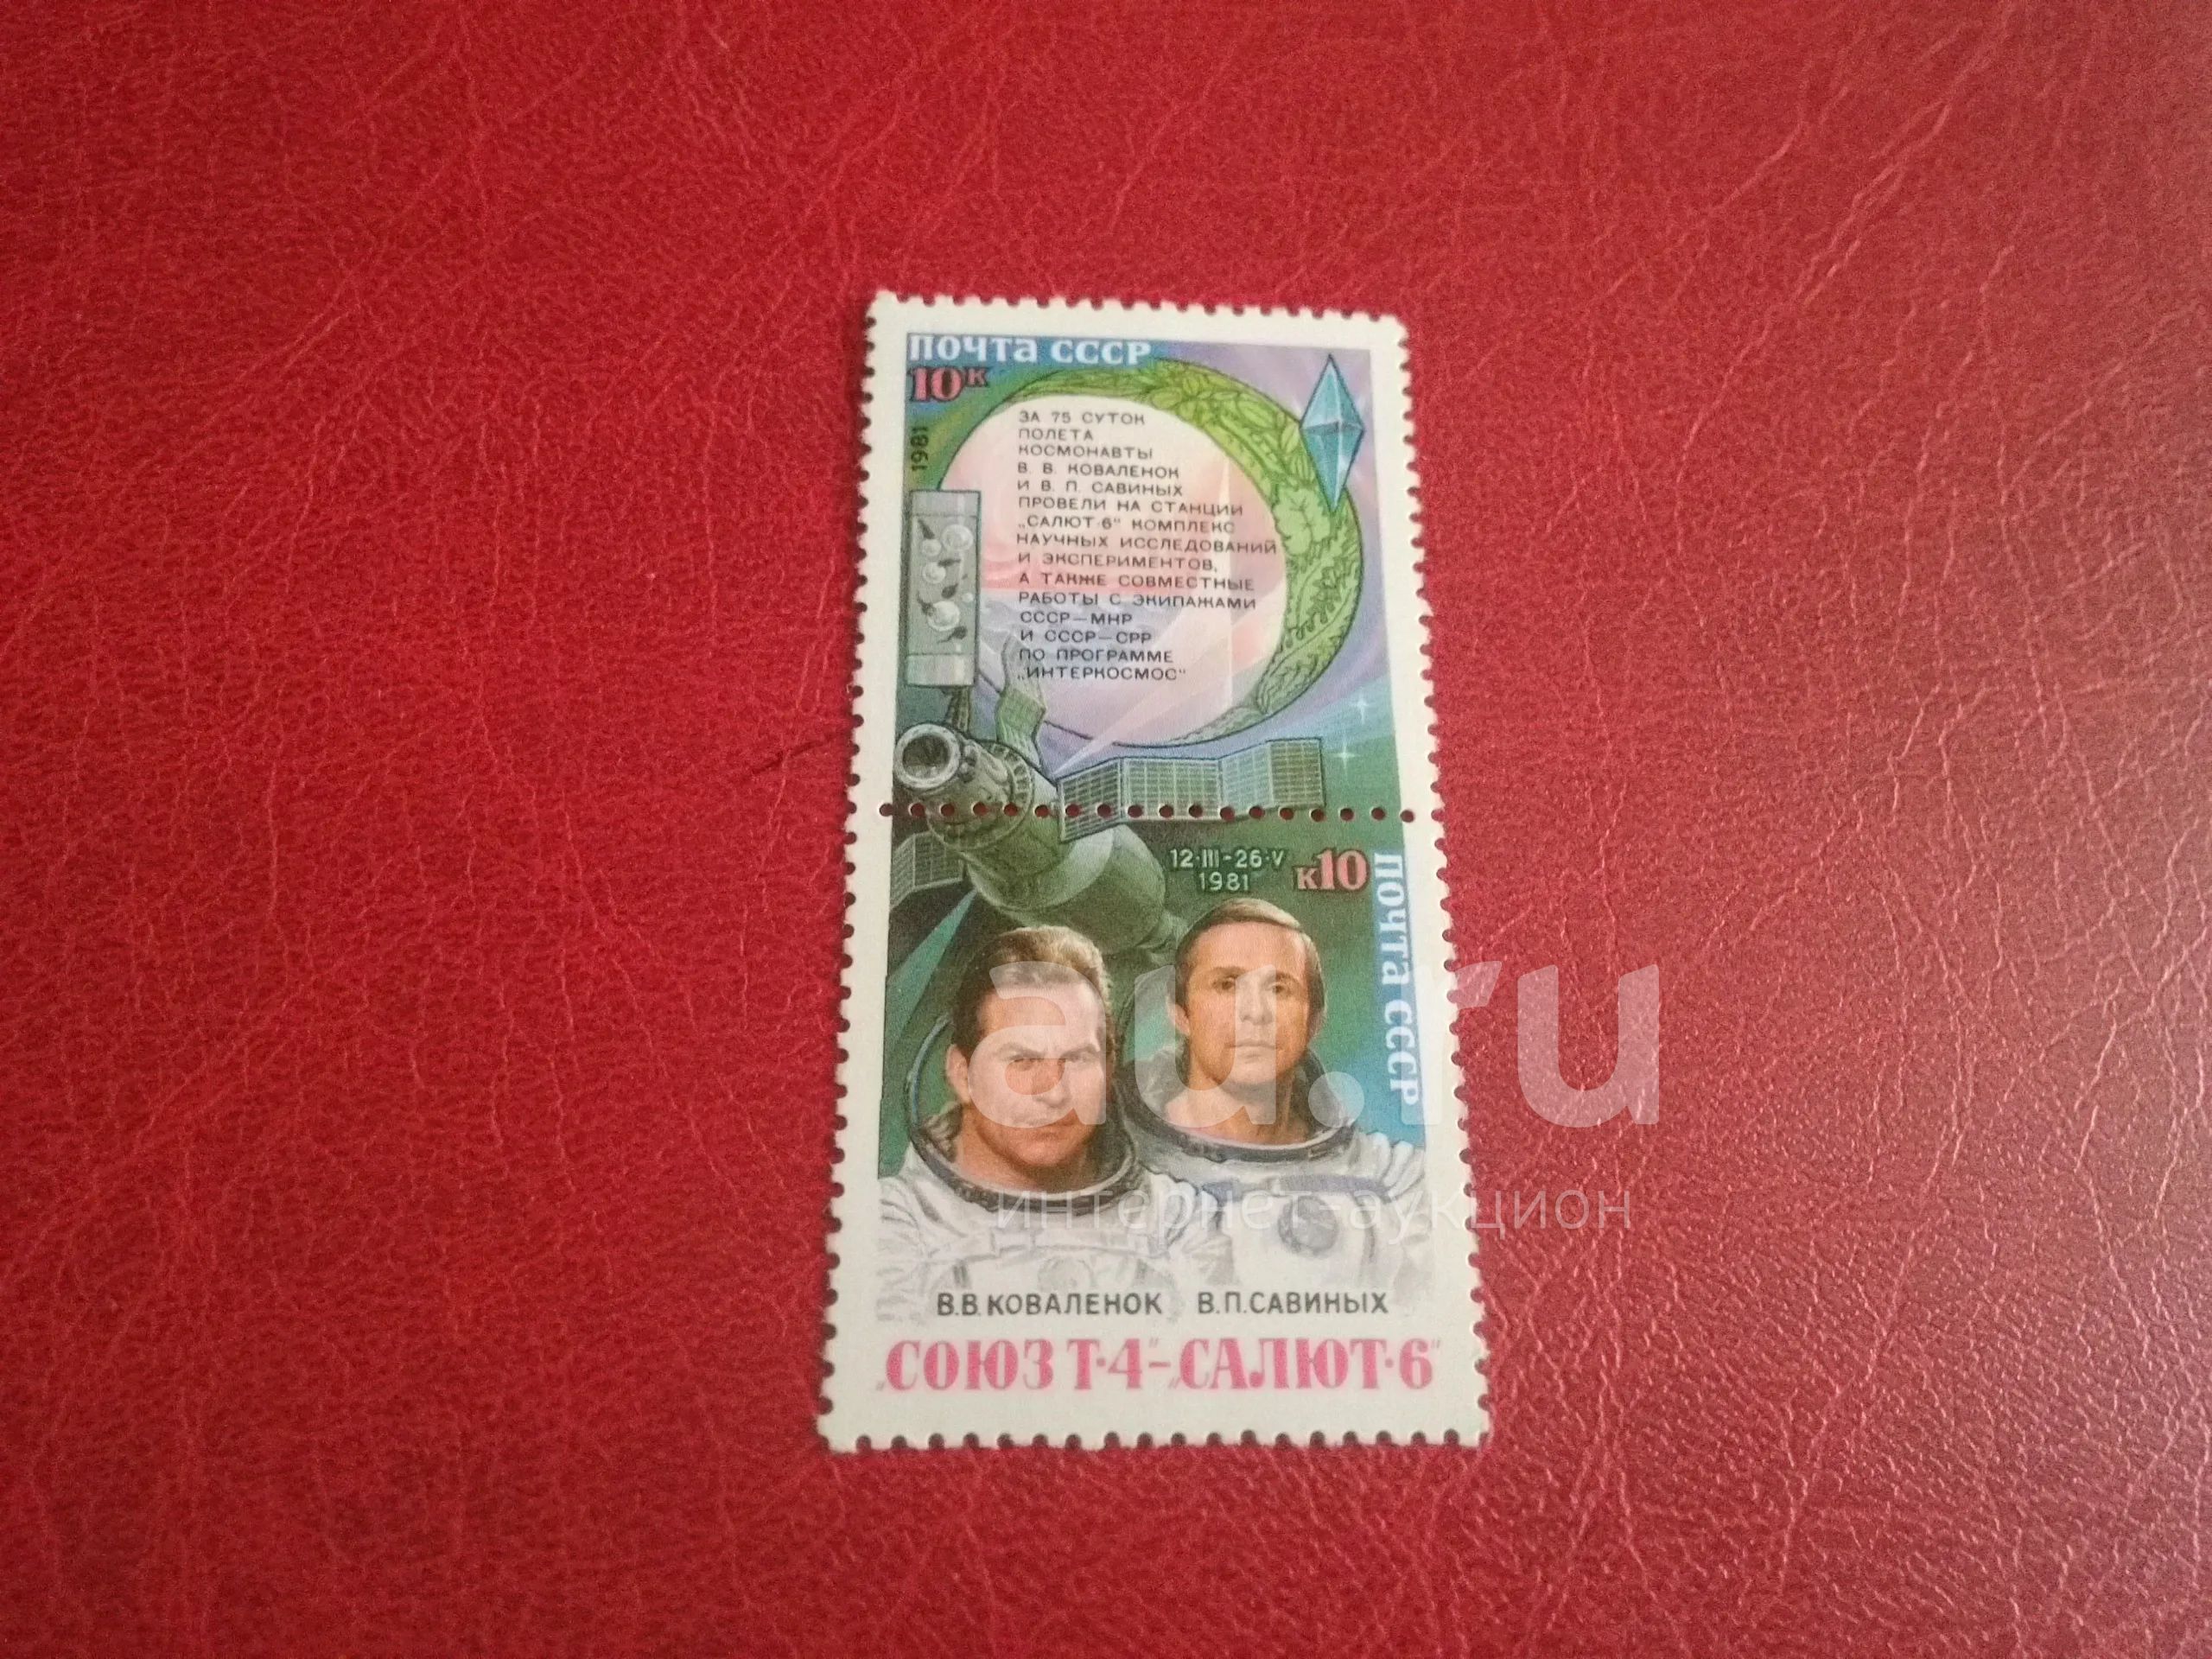 ПОЧТА СССР
10К
1981
ЗА 75 СУТОК
ПОЛЕТА
КОСМОНАВТЫ
В. В. КОВАЛЕНОК
И В. П. САВИНЫХ
ПРОВЕЛИ НА СТАНЦИИ
„САЛЮТ-6“ КОМПЛЕКС
НАУЧНЫХ ИССЛЕДОВАНИЙ
И ЭКСПЕРИМЕНТОВ,
А ТАКЖЕ СОВМЕСТНЫЕ
РАБОТЫ С ЭКИПАЖАМИ
СССР—МНР
И СССР—СРР
ПО ПРОГРАММЕ
„ИНТЕРКОСМОС“
12·III-26·V
1981
К10
ПОЧТА СССР
au.ru
интернет-аукцион
В.В.КОВАЛЕНОК В.П.САВИНЫХ
„СОЮЗ Т·4“–„САЛЮТ·6“